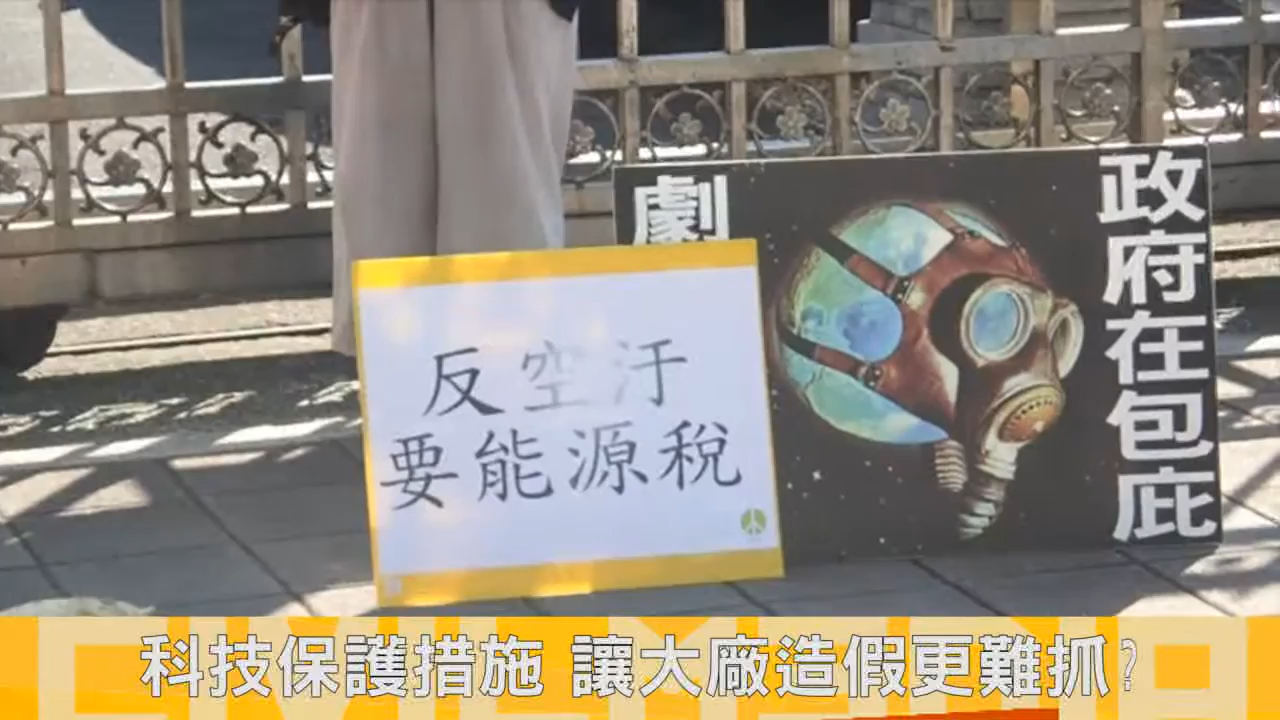 劇
政府在包庇
反空汙
要能源稅
科技保護措施 讓大廠造假更難抓?